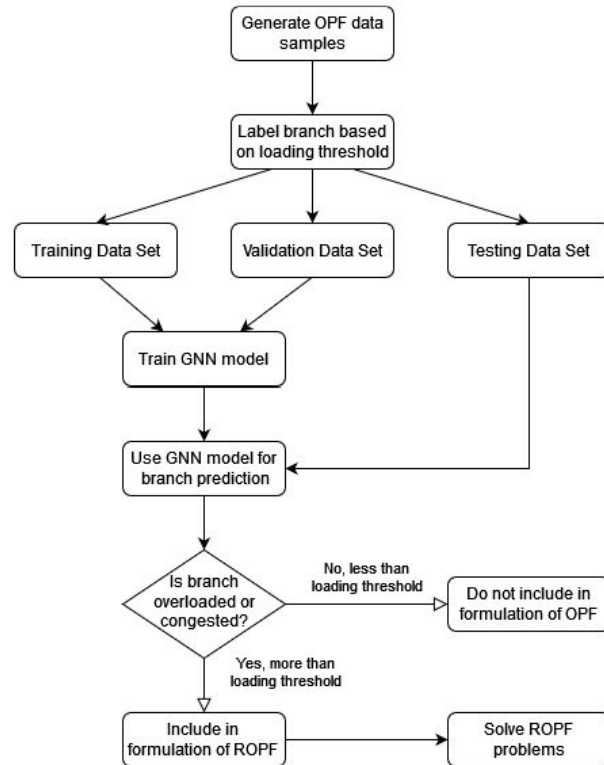 Generate OPF data
samples
Label branch based
on loading threshold
Training Data Set
Validation Data Set
Testing Data Set
Train GNN model
Use GNN model for
branch prediction
Is branch
overloaded or
congested?
No, less than
loading threshold
Do not include in
formulation of OPF
Yes, more than
loading threshold
Include in
formulation of ROPF
Solve ROPF
problems